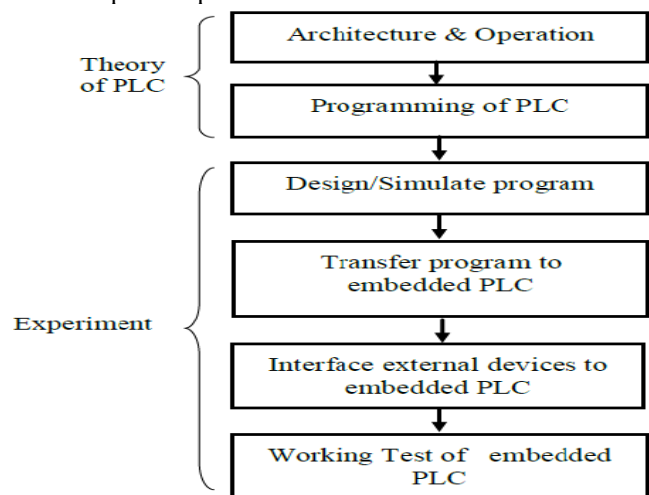 Architecture & Operation
Theory
of PLC
Programming of PLC
Design/Simulate program
Transfer program to
embedded PLC
Experiment
Interface external devices to
embedded PLC
Working Test of embedded
PLC